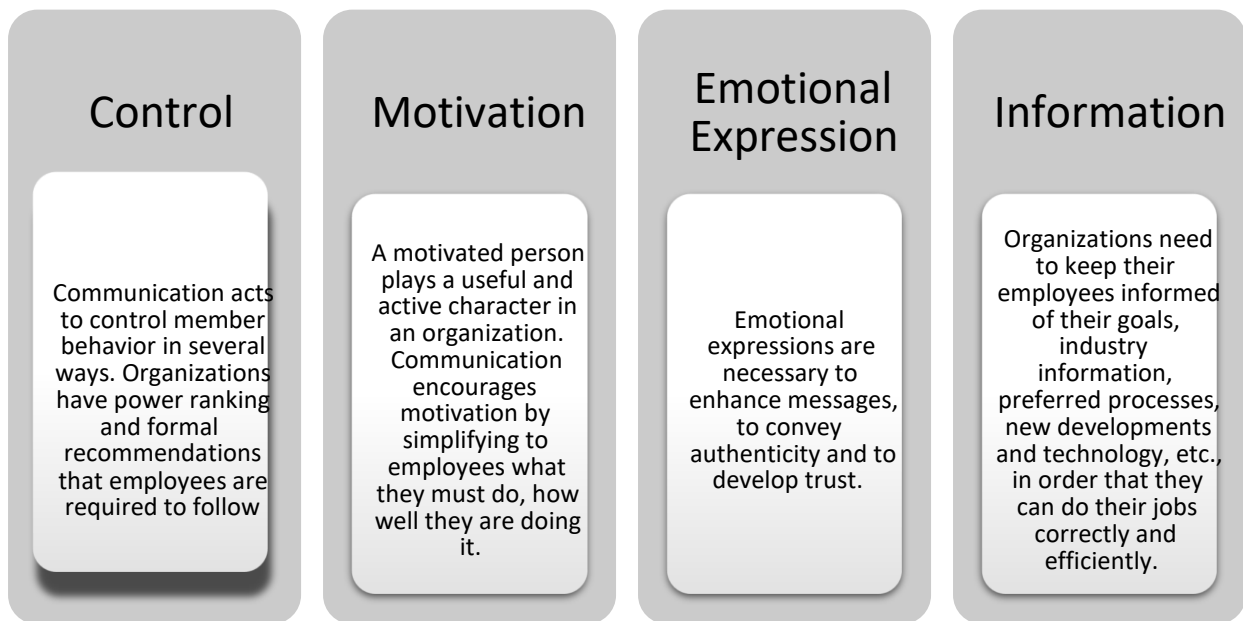 Control
Communication acts
to control member
behavior in several
ways. Organizations
have power ranking
and formal
recommendations
that employees are
required to follow
Motivation
A motivated person
plays a useful and
active character in
an organization.
Communication
encourages
motivation by
simplifying to
employees what
they must do, how
well they are doing
it.
Emotional
Expression
Emotional
expressions are
necessary to
enhance messages,
to convey
authenticity and to
develop trust.
Information
Organizations need
to keep their
employees informed
of their goals,
industry
information,
preferred processes,
new developments
and technology, etc.,
in order that they
can do their jobs
correctly and
efficiently.